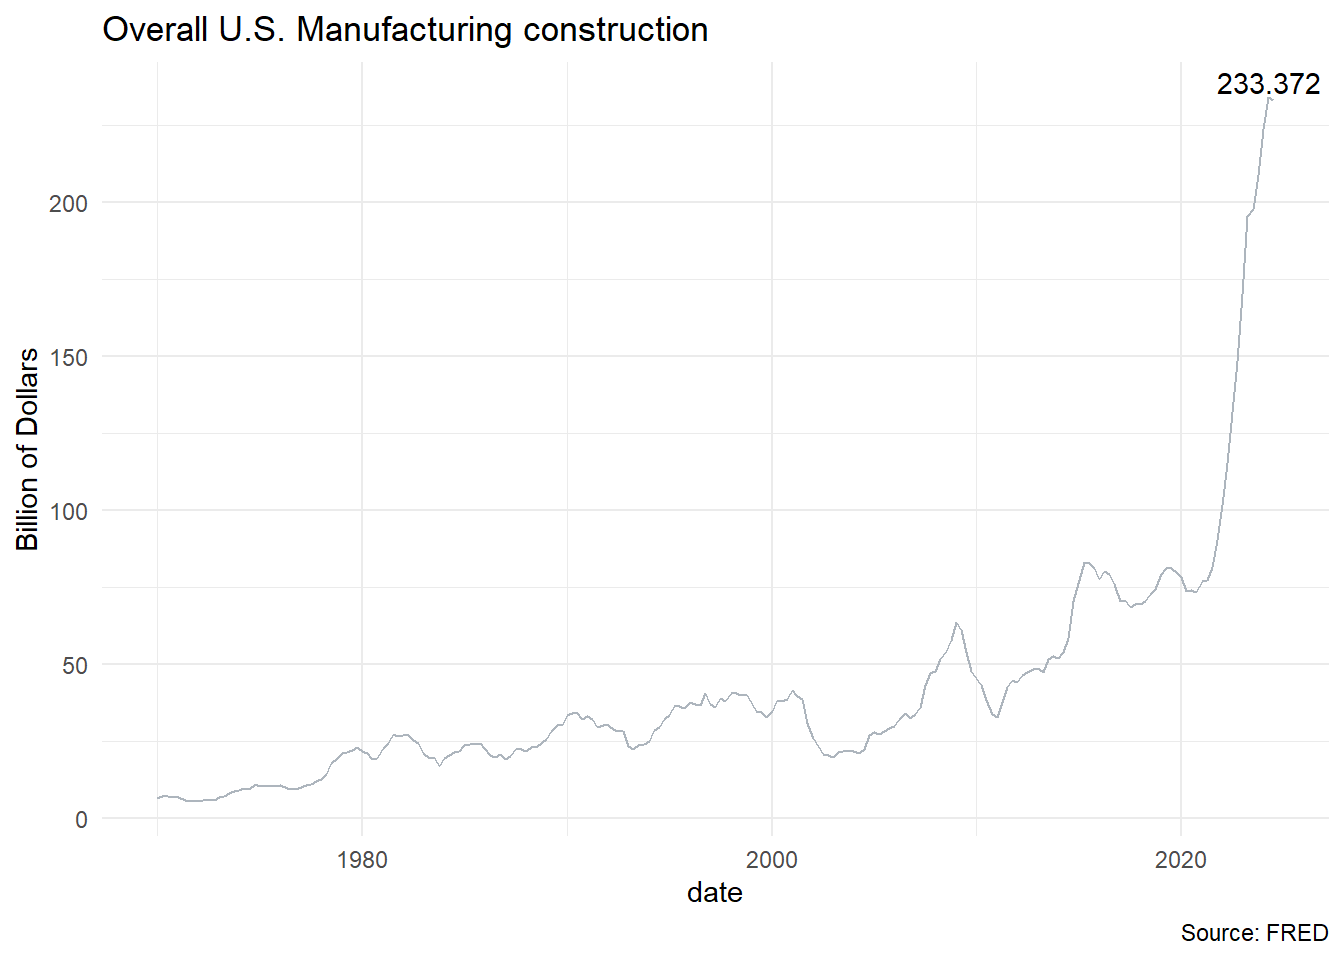 Overall U.S. Manufacturing construction
233.372
200
150
100
50
0
Billion of Dollars
1980 2000 2020
date
Source: FRED